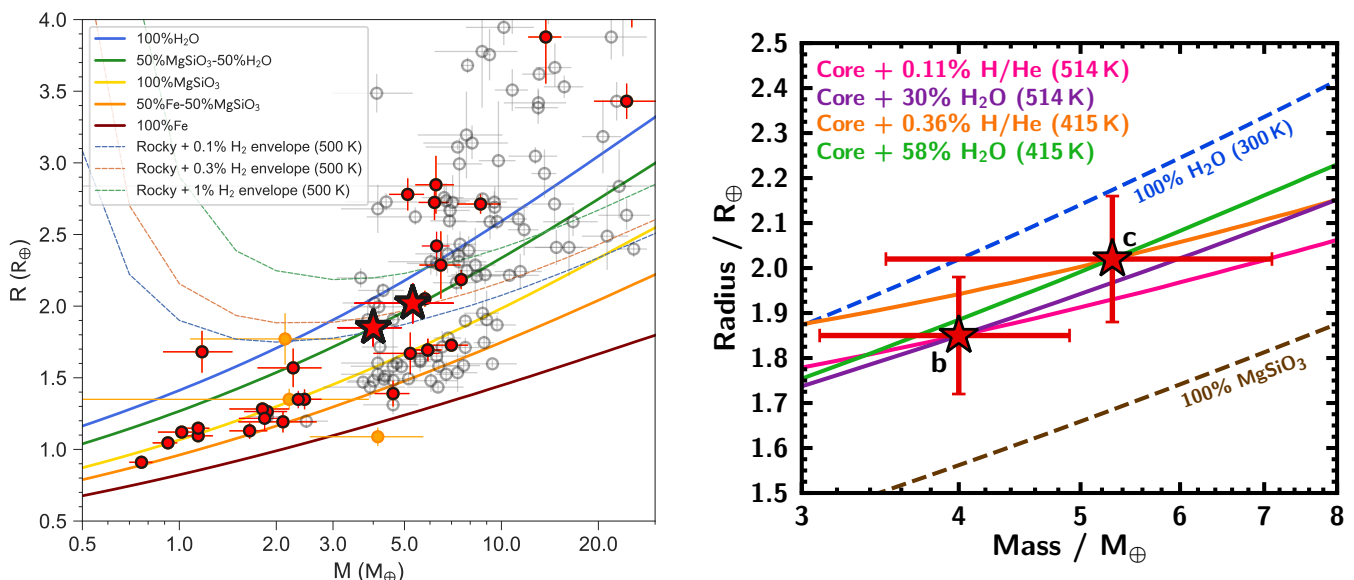 4.0
3.5
3.0
2.5
2.0
1.5
1.0
0.5
R (R⊕)
100%H₂O
50%MgSiO₃-50%H₂O
100%MgSiO₃
50%Fe-50%MgSiO₃
100%Fe
Rocky + 0.1% H₂ envelope (500 K)
Rocky + 0.3% H₂ envelope (500 K)
Rocky + 1% H₂ envelope (500 K)
0.5 1.0 2.0 5.0 10.0 20.0
M (M⊕)
2.5
2.4
2.3
2.2
2.1
2.0
1.9
1.8
1.7
1.6
1.5
Radius / R⊕
Core + 0.11% H/He (514 K)
Core + 30% H₂O (514 K)
Core + 0.36% H/He (415 K)
Core + 58% H₂O (415 K)
100% H₂O (300 K)
c
b
100% MgSiO₃
3 4 5 6 7 8
Mass / M⊕